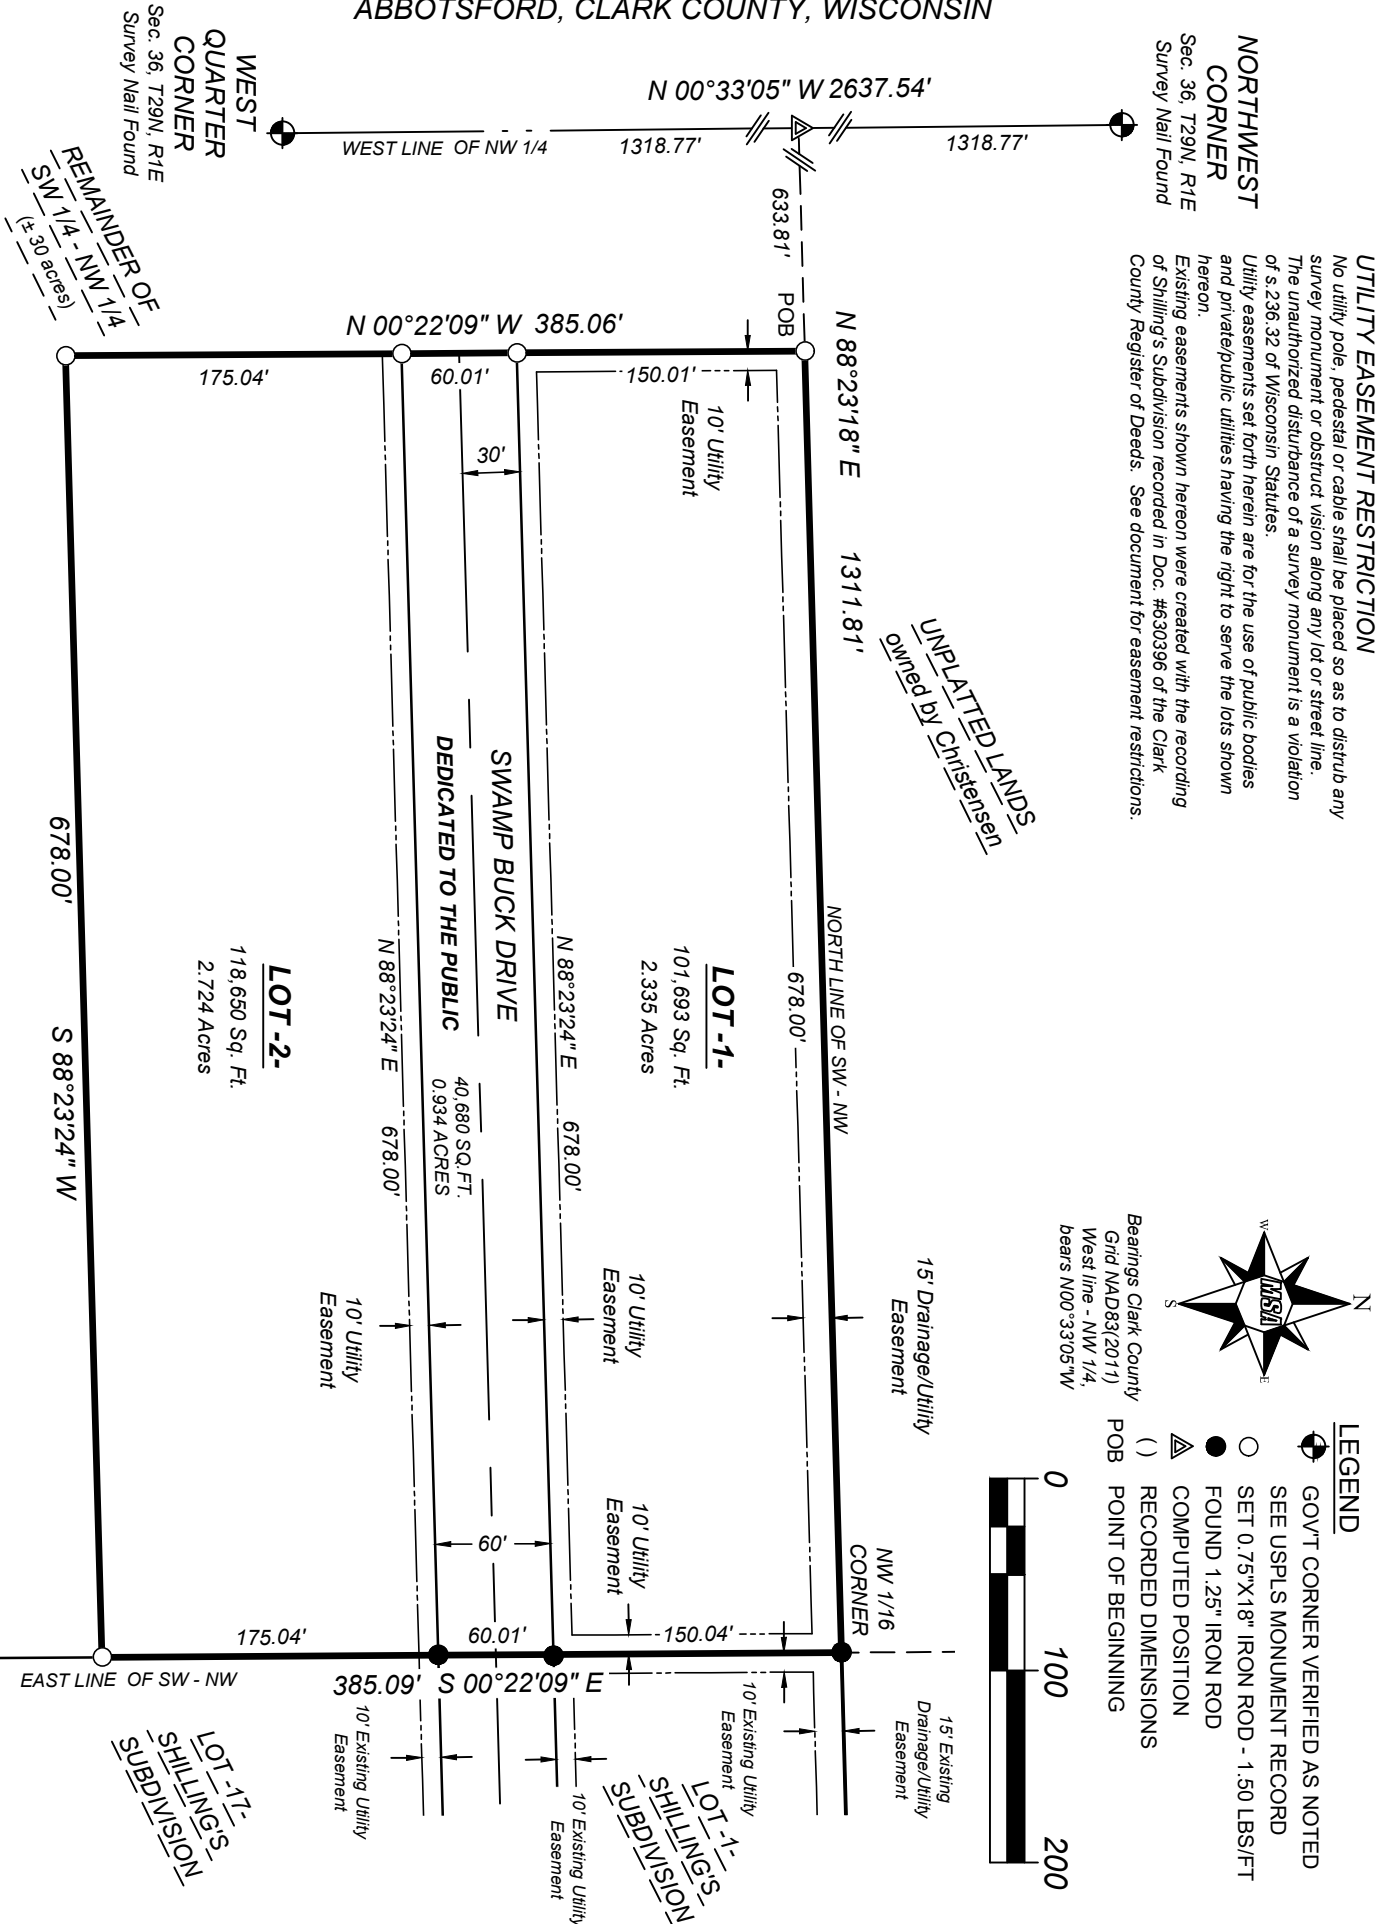 ABBOTSFORD, CLARK COUNTY, WISCONSIN
NORTHWEST
CORNER
Sec. 36, T29N, R1E
Survey Nail Found
WEST
QUARTER
CORNER
Sec. 36, T29N, R1E
Survey Nail Found
N 00°33'05" W 2637.54'
WEST LINE OF NW 1/4
1318.77'
1318.77'
633.81'
POB
REMAINDER OF
SW 1/4 - NW 1/4
(± 30 acres)
UTILITY EASEMENT RESTRICTION
No utility pole, pedestal or cable shall be placed so as to distrub any
survey monument or obstruct vision along any lot or street line.
The unauthorized disturbance of a survey monument is a violation
of s.236.32 of Wisconsin Statutes.
Utility easements set forth herein are for the use of public bodies
and private/public utilities having the right to serve the lots shown
hereon.
Existing easements shown hereon were created with the recording
of Shilling's Subdivision recorded in Doc. #630396 of the Clark
County Register of Deeds. See document for easement restrictions.
N 00°22'09" W 385.06'
175.04'
60.01'
150.01'
10' Utility
Easement
30'
N 88°23'18" E 1311.81'
UNPLATTED LANDS
owned by Christensen
NORTH LINE OF SW - NW
678.00'
LOT -1-
101,693 Sq. Ft.
2.335 Acres
N 88°23'24" E 678.00'
SWAMP BUCK DRIVE
DEDICATED TO THE PUBLIC
40,680 SQ.FT.
0.934 ACRES
N 88°23'24" E 678.00'
LOT -2-
118,650 Sq. Ft.
2.724 Acres
678.00' S 88°23'24" W
15' Drainage/Utility
Easement
10' Utility
Easement
10' Utility
Easement
10' Utility
Easement
60'
NW 1/16
CORNER
175.04'
60.01'
150.04'
385.09' S 00°22'09" E
EAST LINE OF SW - NW
15' Existing
Drainage/Utility
Easement
10' Existing Utility
Easement
10' Existing Utility
Easement
10' Existing Utility
Easement
LOT -1-
SHILLING'S
SUBDIVISION
LOT -17-
SHILLING'S
SUBDIVISION
N
W
E
S
MSA
Bearings Clark County
Grid NAD83(2011)
West line - NW 1/4,
bears N00°33'05"W
LEGEND
GOV'T CORNER VERIFIED AS NOTED
SEE USPLS MONUMENT RECORD
SET 0.75"X18" IRON ROD - 1.50 LBS/FT
FOUND 1.25" IRON ROD
COMPUTED POSITION
( ) RECORDED DIMENSIONS
POB POINT OF BEGINNING
0 100 200